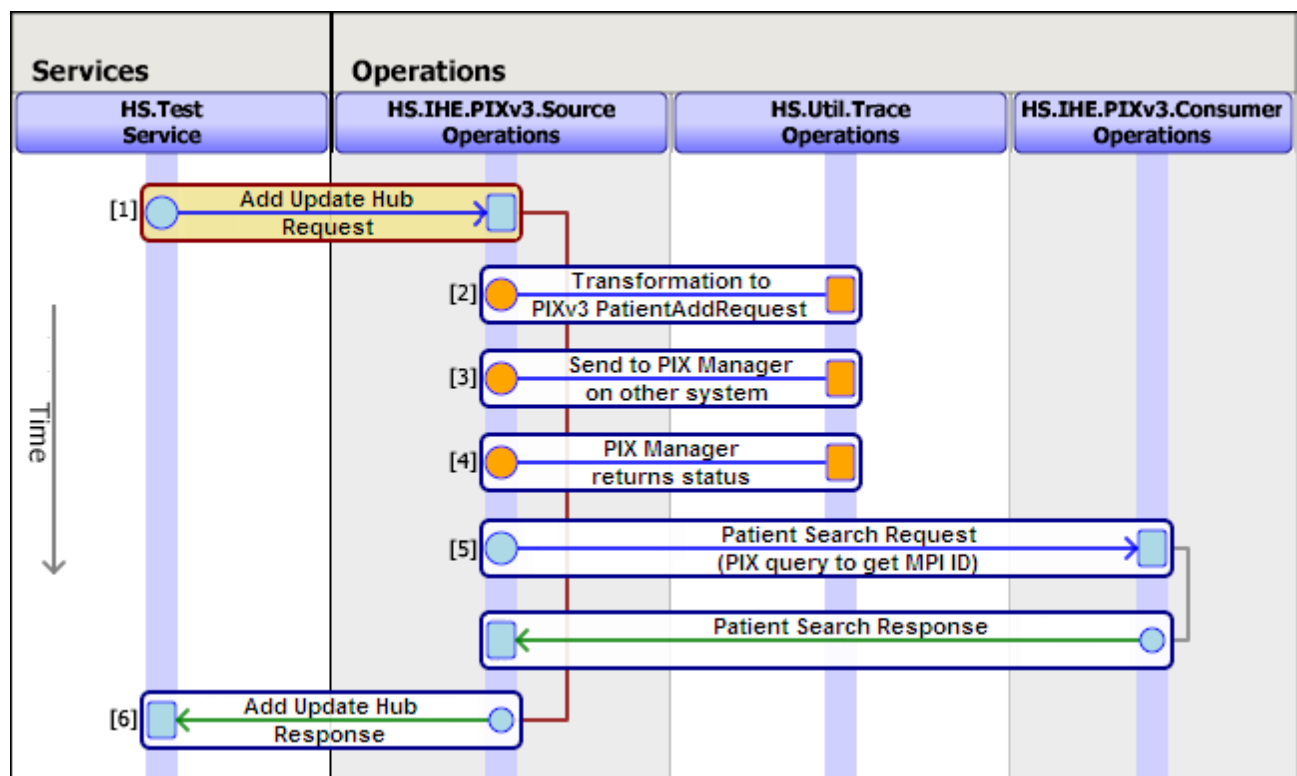 Services
Operations
HS.Test
Service
HS.IHE.PIXv3.Source
Operations
HS.Util.Trace
Operations
HS.IHE.PIXv3.Consumer
Operations
[1]
Add Update Hub
Request
[2]
Transformation to
PIXv3 PatientAddRequest
[3]
Send to PIX Manager
on other system
Time
[4]
PIX Manager
returns status
[5]
Patient Search Request
(PIX query to get MPI ID)
Patient Search Response
[6]
Add Update Hub
Response